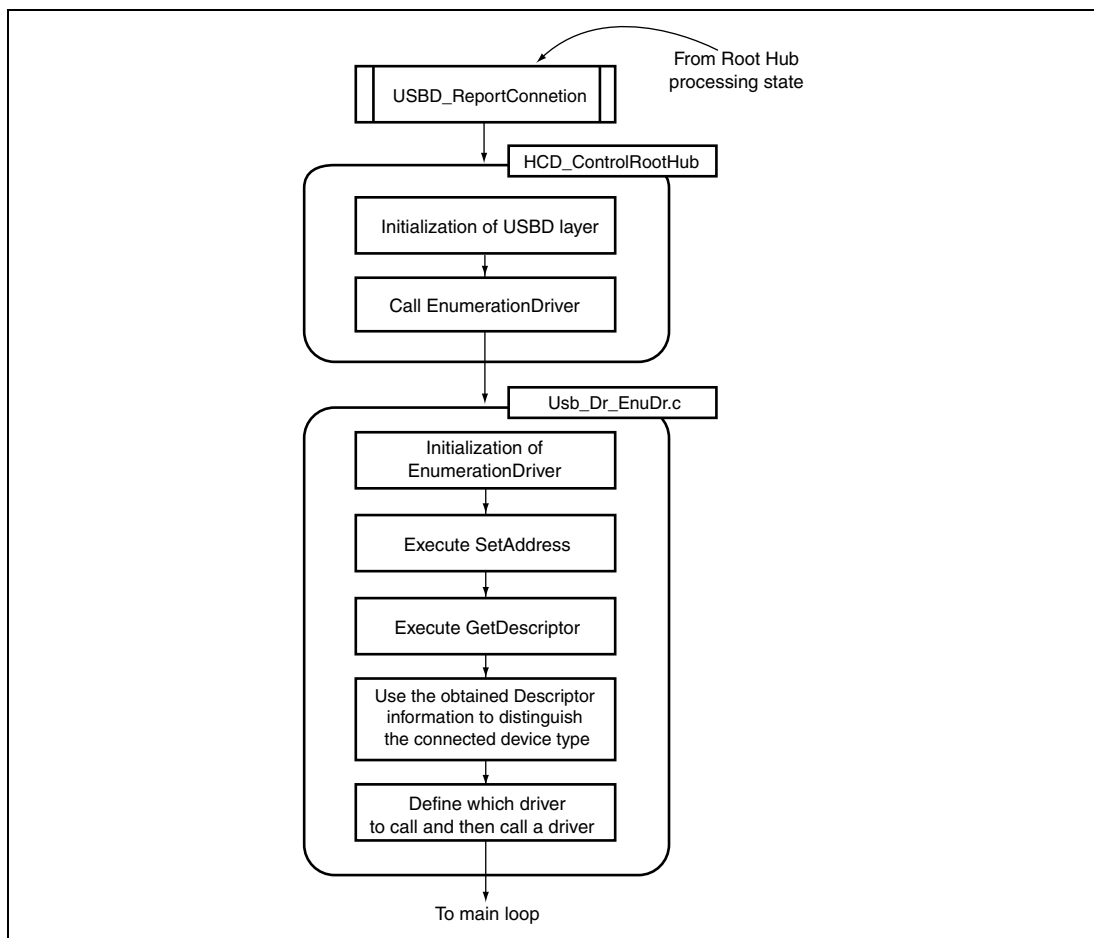 From Root Hub
processing state
USBD_ReportConnetion
HCD_ControlRootHub
Initialization of USBD layer
Call EnumerationDriver
Usb_Dr_EnuDr.c
Initialization of
EnumerationDriver
Execute SetAddress
Execute GetDescriptor
Use the obtained Descriptor
information to distinguish
the connected device type
Define which driver
to call and then call a driver
To main loop